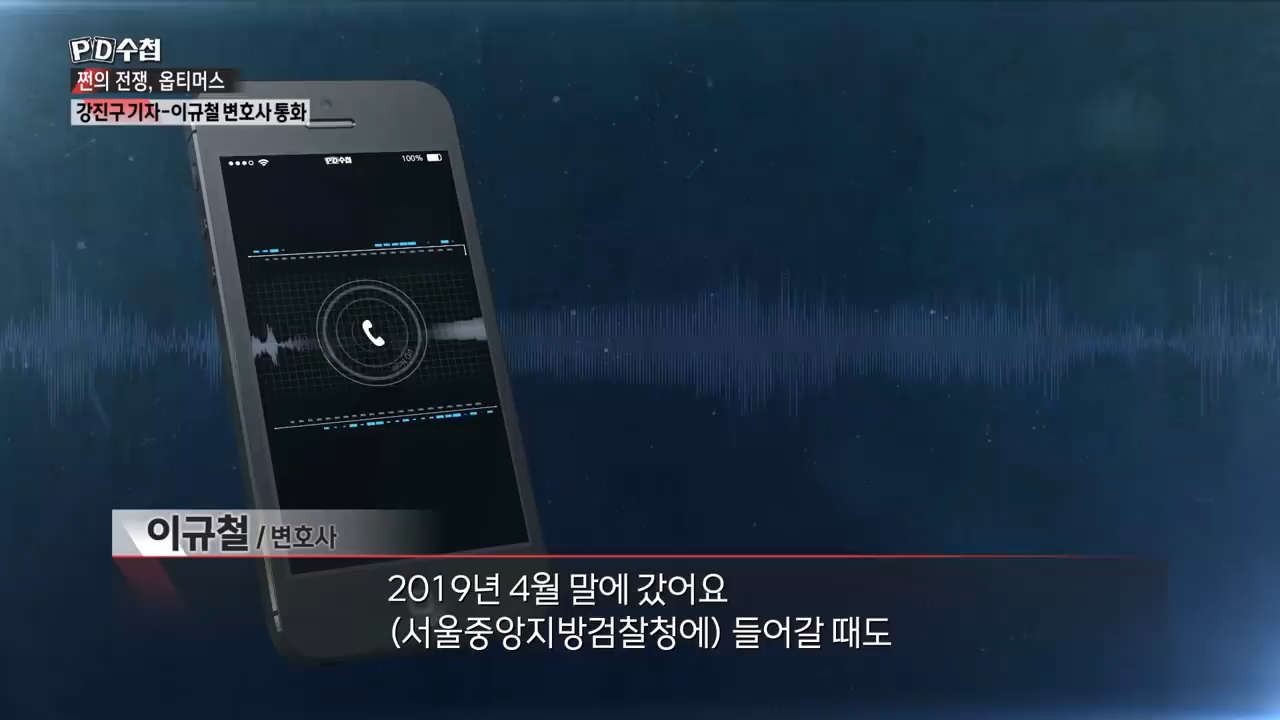 PD수첩
쩐의 전쟁, 옵티머스
강진구 기자-이규철 변호사 통화
PD수첩
100%
이규철 / 변호사
2019년 4월 말에 갔어요
(서울중앙지방검찰청에) 들어갈 때도